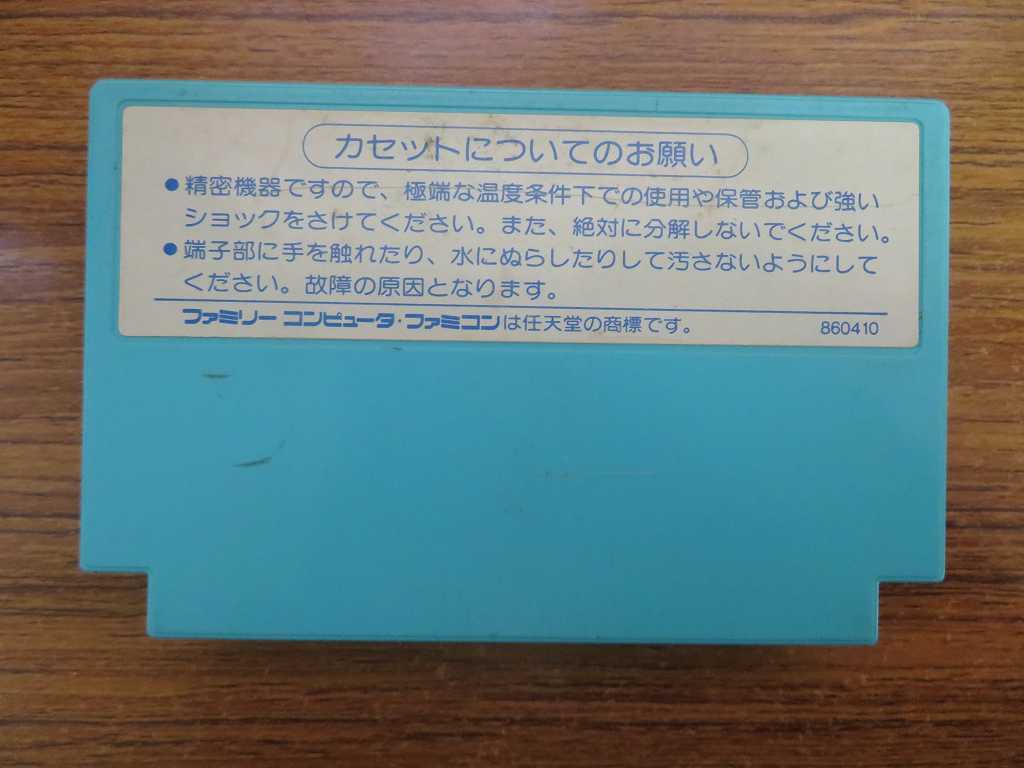 カセットについてのお願い
●精密機器ですので、極端な温度条件下での使用や保管および強い
ショックをさけてください。また、絶対に分解しないでください。
●端子部に手を触れたり、水にぬらしたりして汚さないようにして
ください。故障の原因となります。
ファミリーコンピュータ・ファミコンは任天堂の商標です。 860410